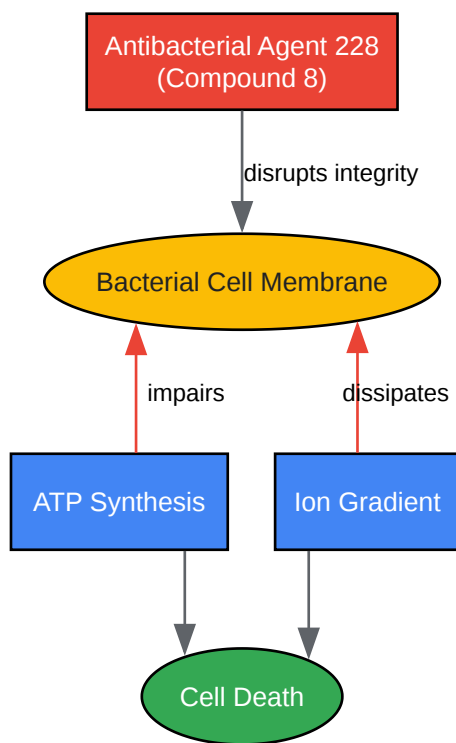 Antibacterial Agent 228
(Compound 8)
disrupts integrity
Bacterial Cell Membrane
impairs
dissipates
ATP Synthesis
Ion Gradient
Cell Death